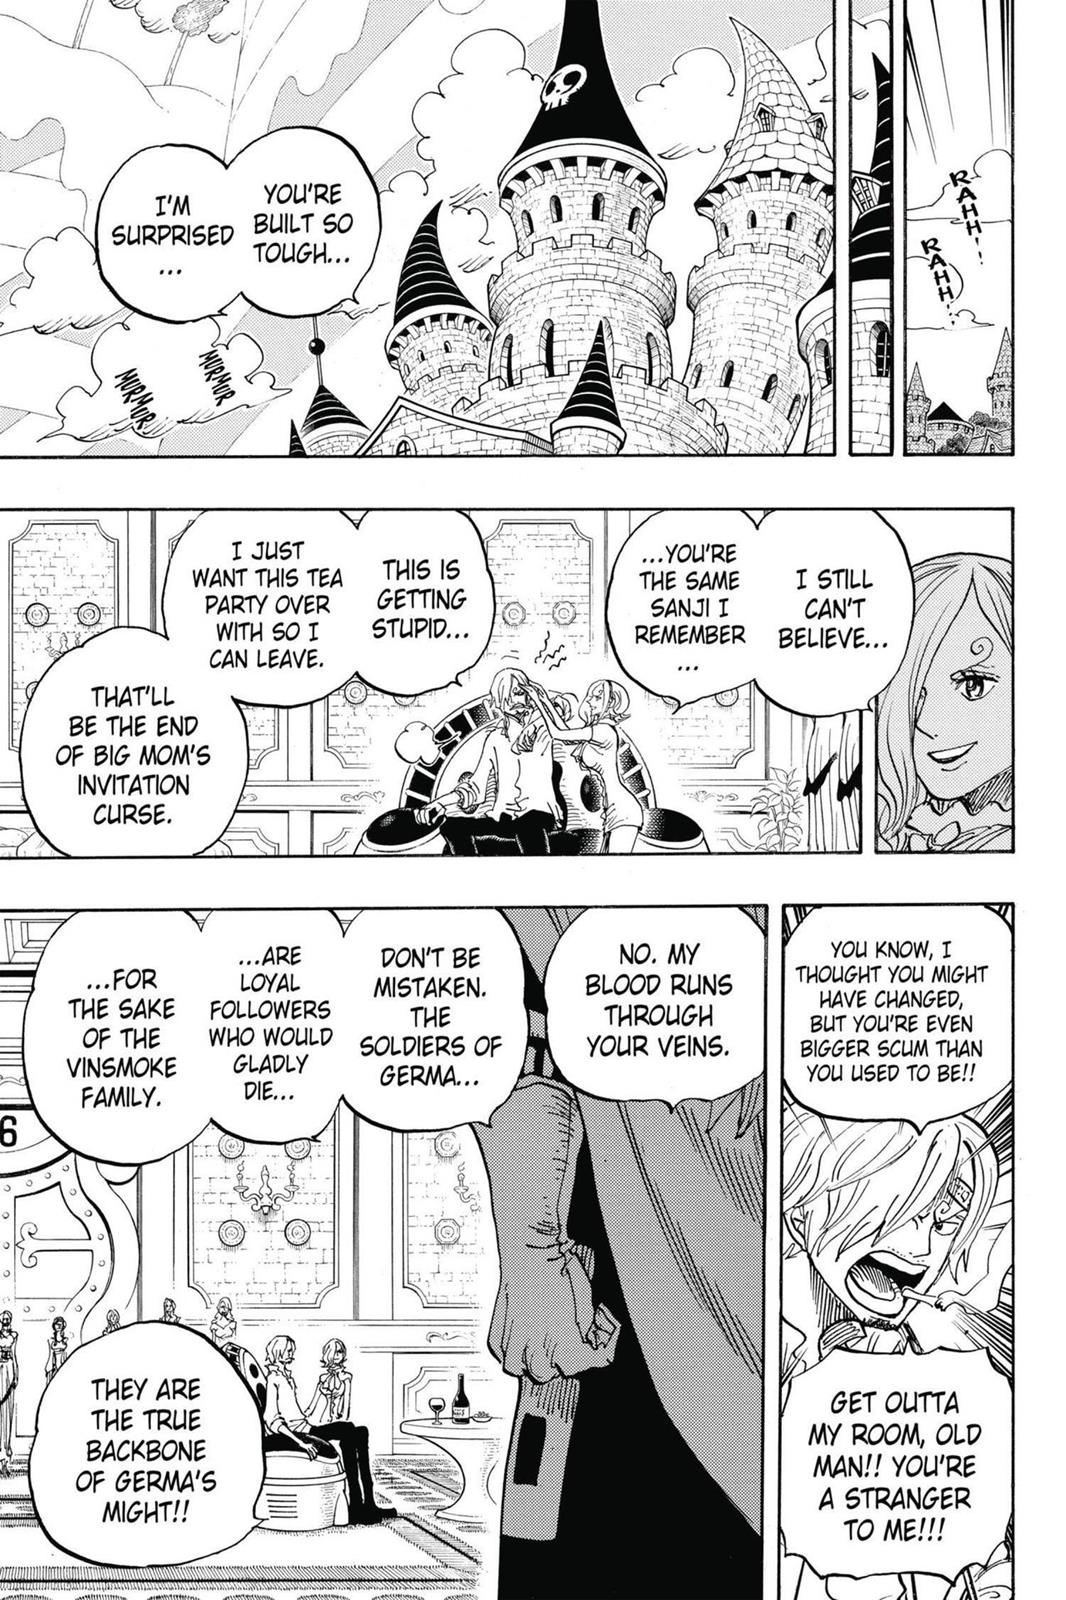 RAHH!
RAHH!
YOU'RE
BUILT SO
TOUGH...
I'M
SURPRISED
...
MURMUR
MURMUR
I STILL
CAN'T
BELIEVE...
...YOU'RE
THE SAME
SANJI I
REMEMBER
...
THIS IS
GETTING
STUPID...
I JUST
WANT THIS TEA
PARTY OVER
WITH SO I
CAN LEAVE.
THAT'LL
BE THE END
OF BIG MOM'S
INVITATION
CURSE.
YOU KNOW, I
THOUGHT YOU MIGHT
HAVE CHANGED,
BUT YOU'RE EVEN
BIGGER SCUM THAN
YOU USED TO BE!!
GET OUTTA
MY ROOM, OLD
MAN!! YOU'RE
A STRANGER
TO ME!!!
NO. MY
BLOOD RUNS
THROUGH
YOUR VEINS.
DON'T BE
MISTAKEN.
THE
SOLDIERS OF
GERMA...
...ARE
LOYAL
FOLLOWERS
WHO WOULD
GLADLY
DIE...
...FOR
THE SAKE
OF THE
VINSMOKE
FAMILY.
6
THEY ARE
THE TRUE
BACKBONE
OF GERMA'S
MIGHT!!